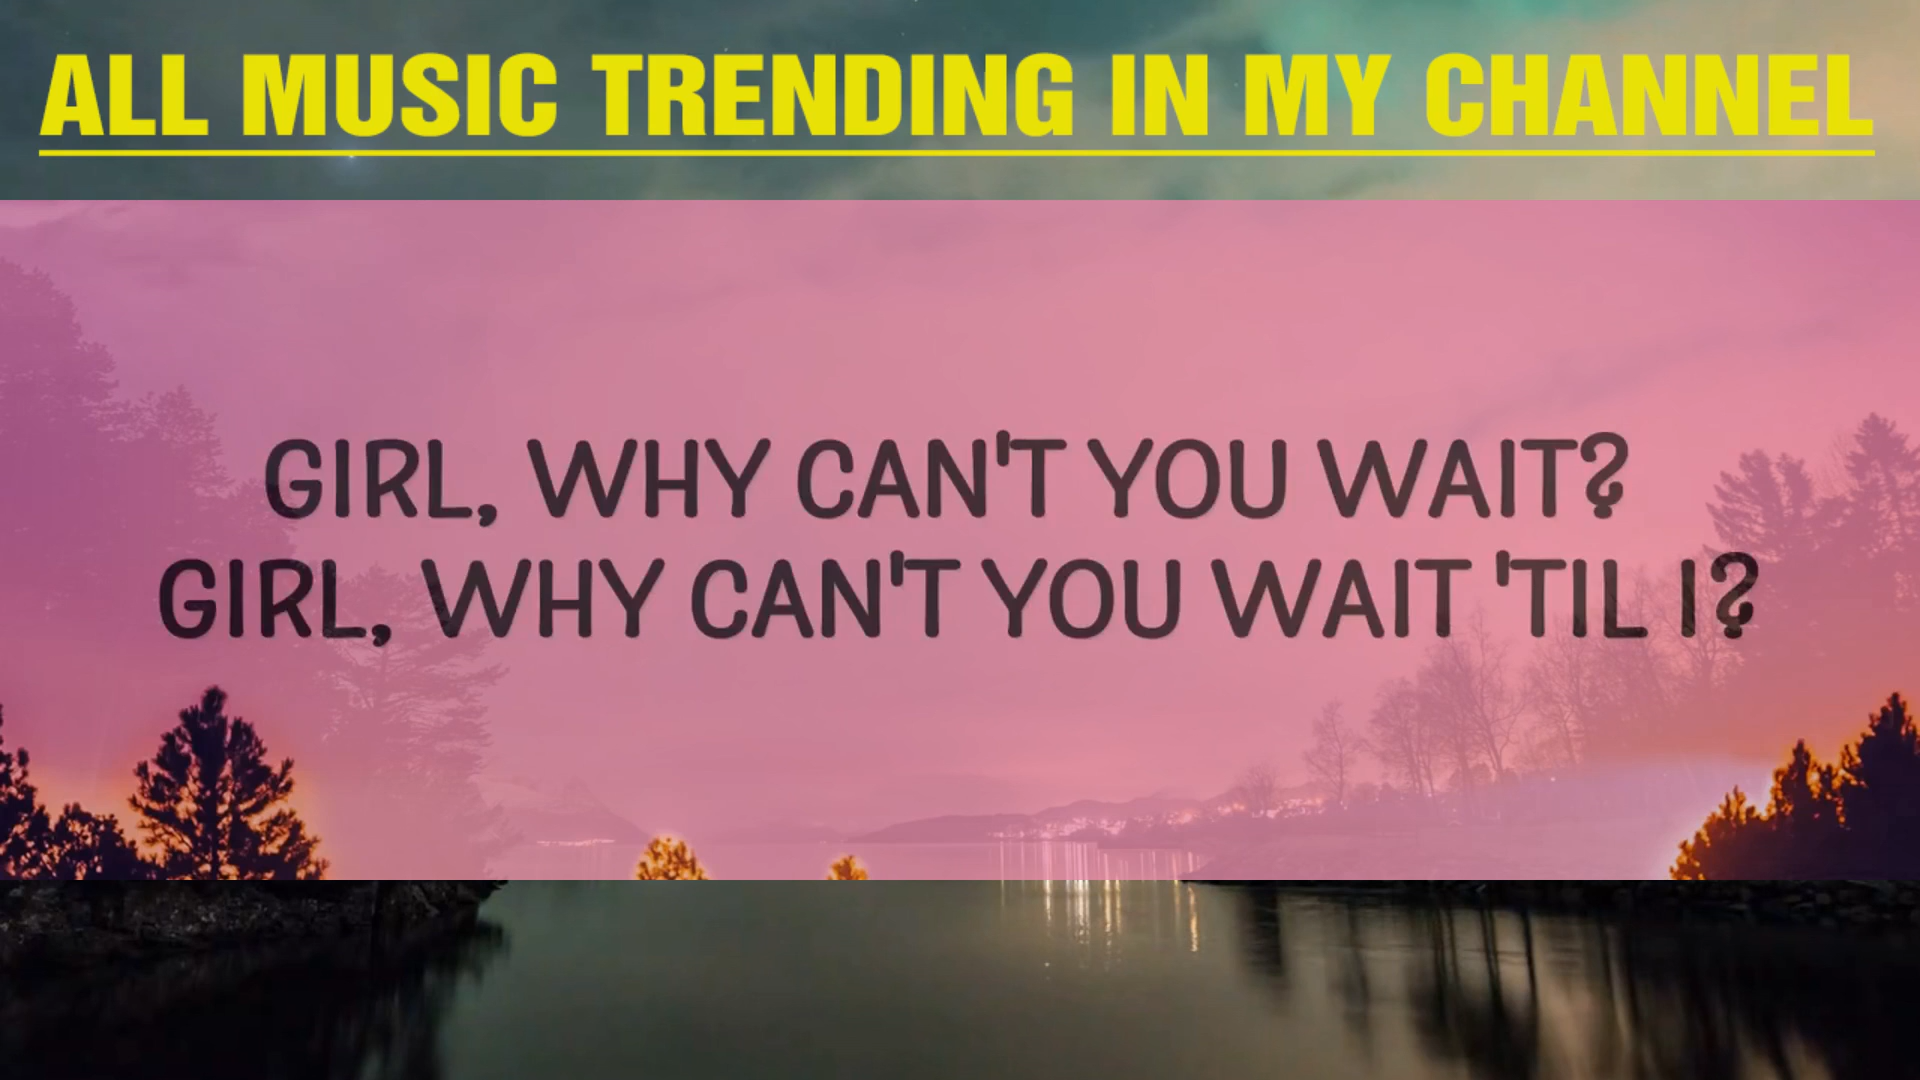 ALL MUSIC TRENDING IN MY CHANNEL
GIRL, WHY CAN'T YOU WAIT?
GIRL, WHY CAN'T YOU WAIT 'TIL I?